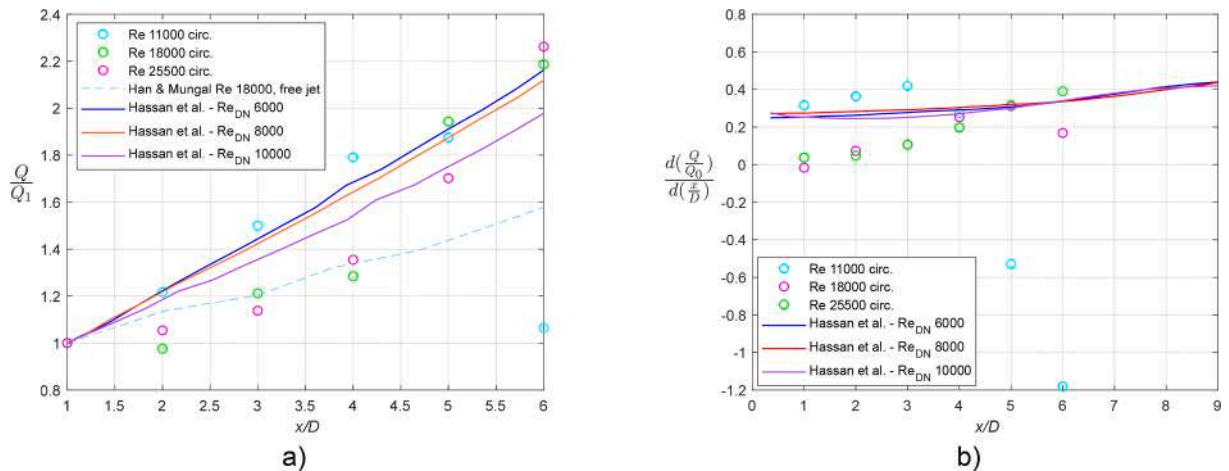 2.4
2.2
2
1.8
1.6
1.4
1.2
1
0.8
Q
Q1
Re 11000 circ.
Re 18000 circ.
Re 25500 circ.
Han & Mungal Re 18000, free jet
Hassan et al. - ReDN 6000
Hassan et al. - ReDN 8000
Hassan et al. - ReDN 10000
1 1.5 2 2.5 3 3.5 4 4.5 5 5.5 6
x/D
a)
0.8
0.6
0.4
0.2
0
-0.2
-0.4
-0.6
-0.8
-1
-1.2
d(Q/Q0)
d(x/D)
Re 11000 circ.
Re 18000 circ.
Re 25500 circ.
Hassan et al. - ReDN 6000
Hassan et al. - ReDN 8000
Hassan et al. - ReDN 10000
0 1 2 3 4 5 6 7 8 9
x/D
b)